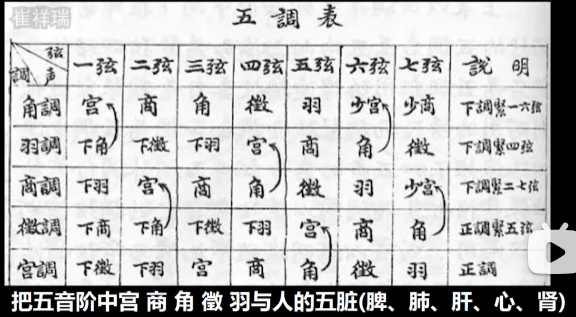 崔祥瑞
五調表
弦 声 調 一弦 二弦 三弦 四弦 五弦 六弦 七弦 說明
角調 宫 商 角 徵 羽 少宫 少商 下調緊一六弦
羽調 下角 下徵 下羽 宫 商 角 徵 下調緊四弦
商調 下羽 宫 商 角 徵 羽 少宫 下調緊二七弦
徵調 下商 下角 下徵 下羽 宫 商 角 正調緊五弦
宫調 下徵 下羽 宫 商 角 徵 羽 正調
把五音阶中宫 商 角 徵 羽与人的五脏(脾、肺、肝、心、肾)